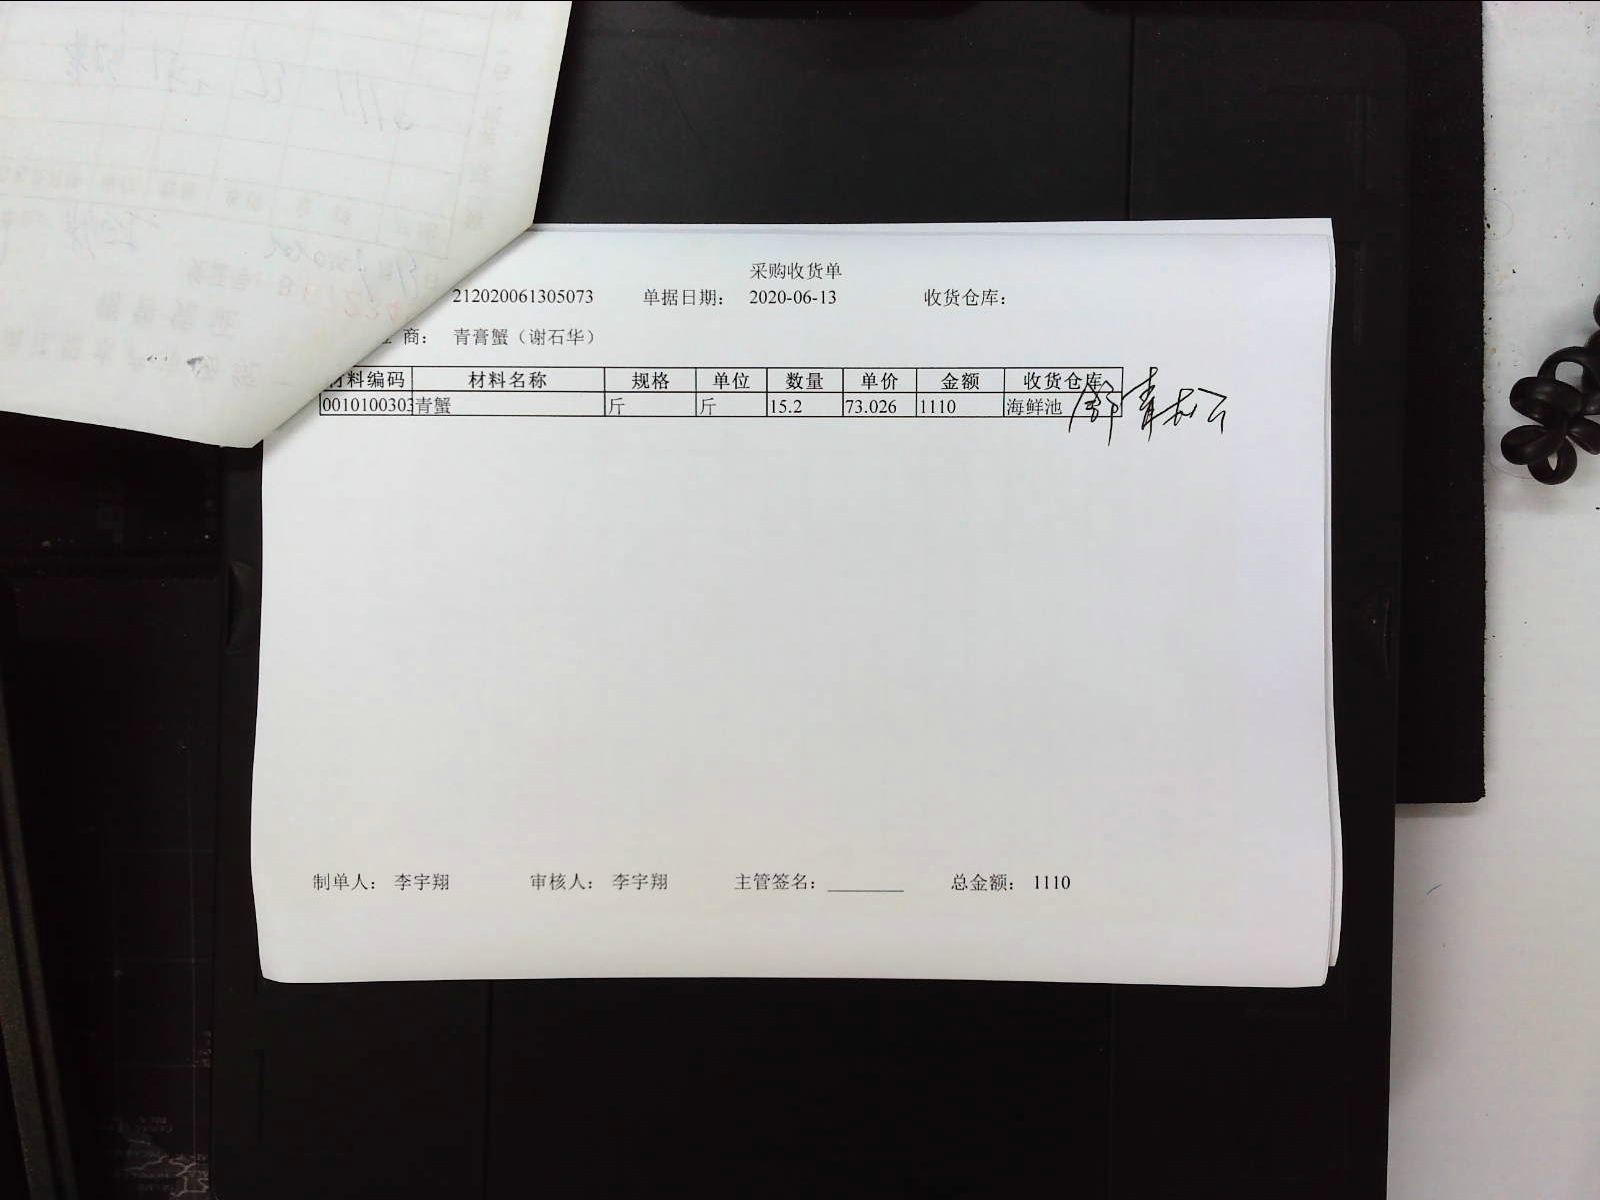 采购收货单
212020061305073 单据日期： 2020-06-13 收货仓库：
商： 青膏蟹（谢石华）
材料编码 材料名称 规格 单位 数量 单价 金额 收货仓库
0010100303 青蟹 斤 斤 15.2 73.026 1110 海鲜池
舒青松
制单人： 李宇翔 审核人： 李宇翔 主管签名： 总金额： 1110